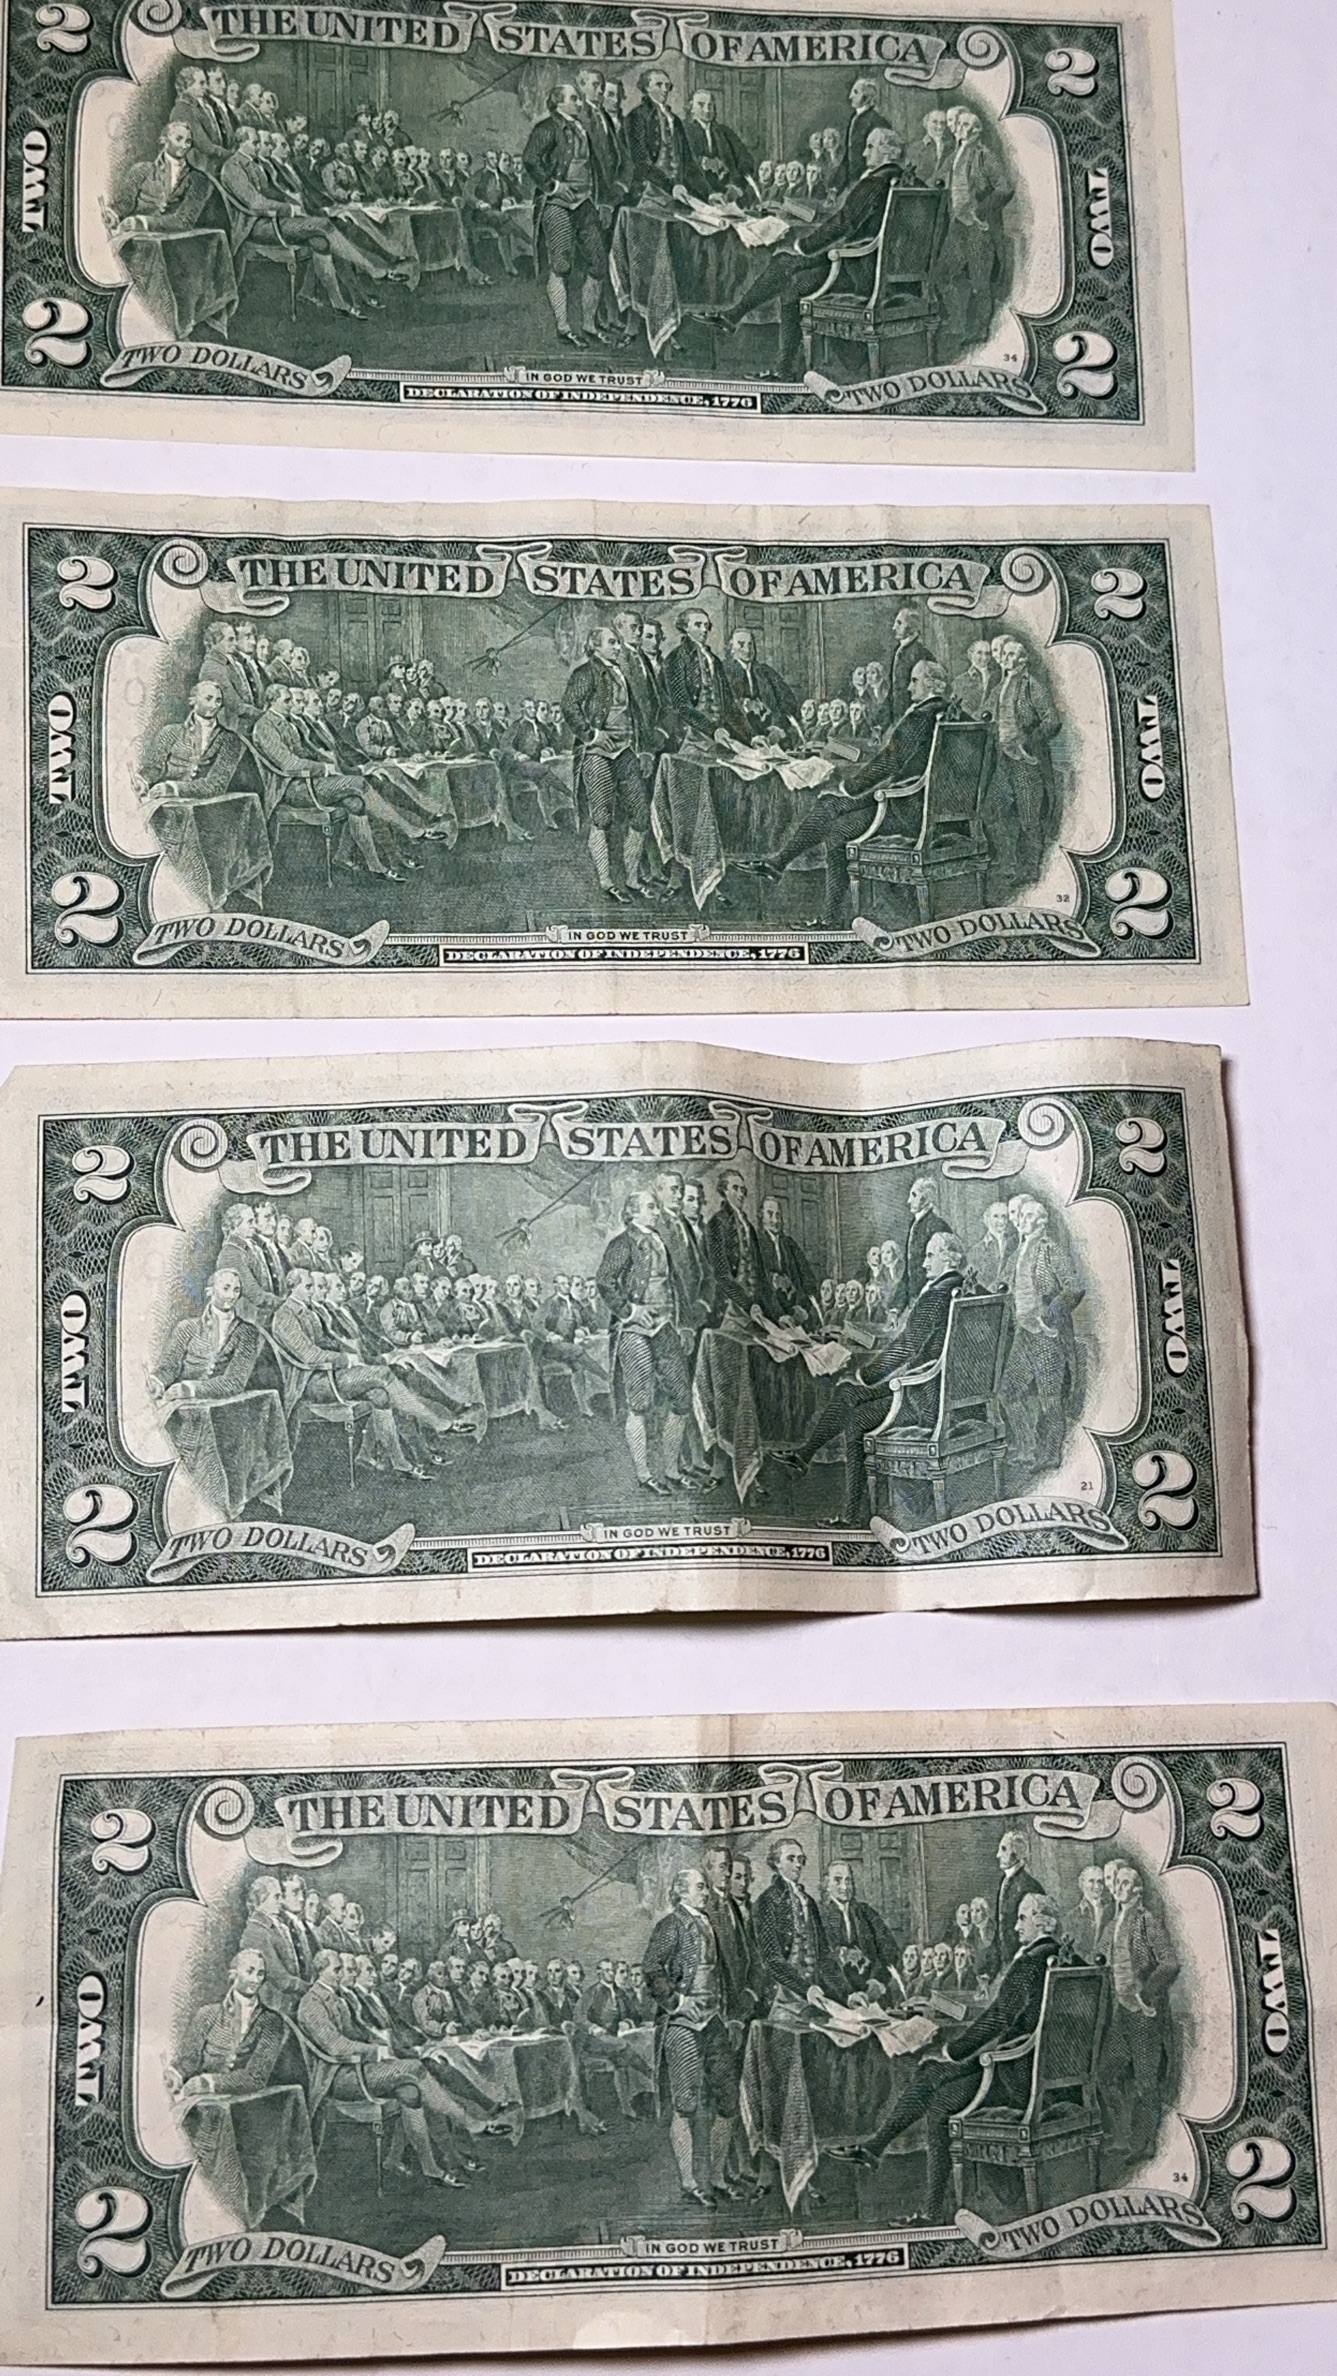 2 THE UNITED STATES OF AMERICA 2
TWO TWO
2 34 2
TWO DOLLARS IN GOD WE TRUST TWO DOLLARS
DECLARATION OF INDEPENDENCE, 1776
2 THE UNITED STATES OF AMERICA 2
TWO TWO
2 32 2
TWO DOLLARS IN GOD WE TRUST TWO DOLLARS
DECLARATION OF INDEPENDENCE, 1776
2 THE UNITED STATES OF AMERICA 2
TWO TWO
2 21 2
TWO DOLLARS IN GOD WE TRUST TWO DOLLARS
DECLARATION OF INDEPENDENCE, 1776
2 THE UNITED STATES OF AMERICA 2
TWO TWO
2 34 2
TWO DOLLARS IN GOD WE TRUST TWO DOLLARS
DECLARATION OF INDEPENDENCE, 1776